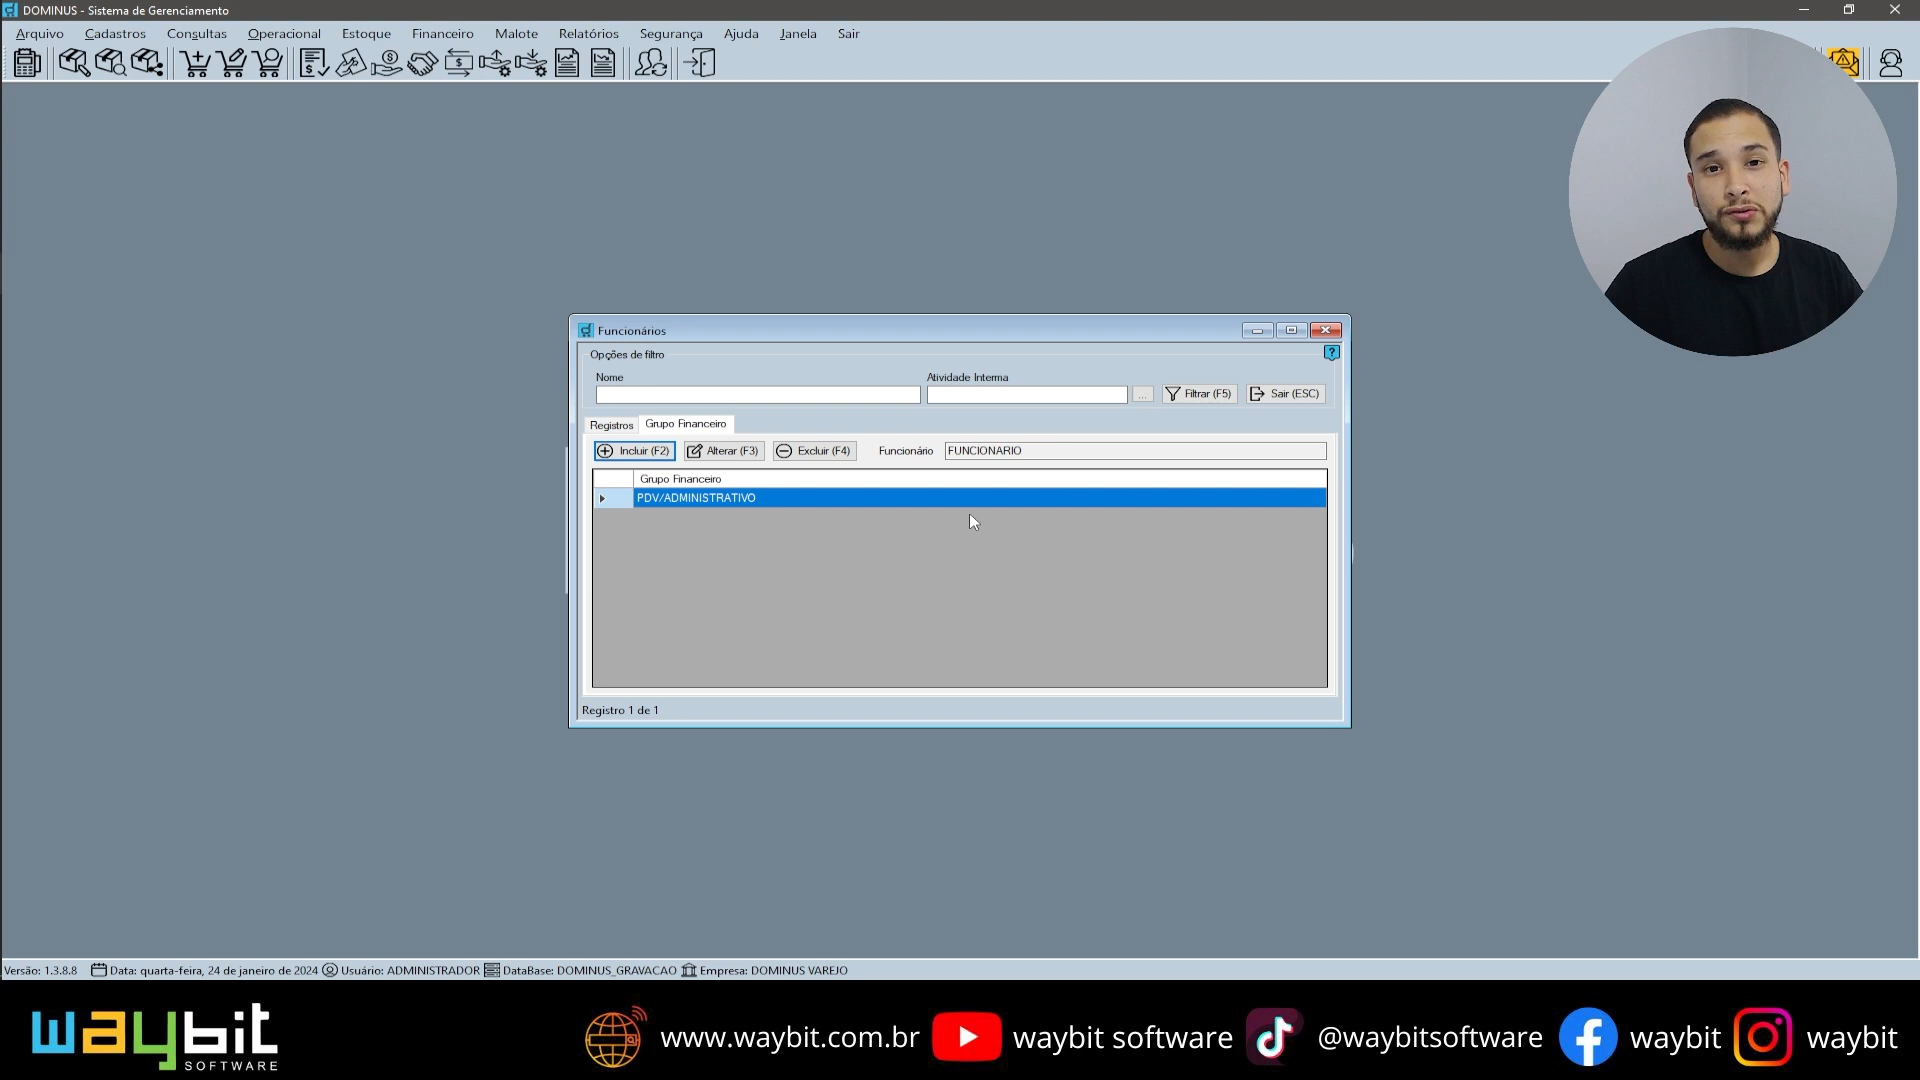 DOMINUS - Sistema de Gerenciamento
Arquivo Cadastros Consultas Operacional Estoque Financeiro Malote Relatórios Segurança Ajuda Janela Sair
Funcionários
Opções de filtro
Nome Atividade Interma
... Filtrar (F5) Sair (ESC)
Registros Grupo Financeiro
Incluir (F2) Alterar (F3) Excluir (F4) Funcionário FUNCIONARIO
Grupo Financeiro
PDV/ADMINISTRATIVO
Registro 1 de 1
Versão: 1.3.8.8 Data: quarta-feira, 24 de janeiro de 2024 Usuário: ADMINISTRADOR DataBase: DOMINUS_GRAVACAO Empresa: DOMINUS VAREJO
waybit
SOFTWARE
www.waybit.com.br waybit software @waybitsoftware waybit waybit